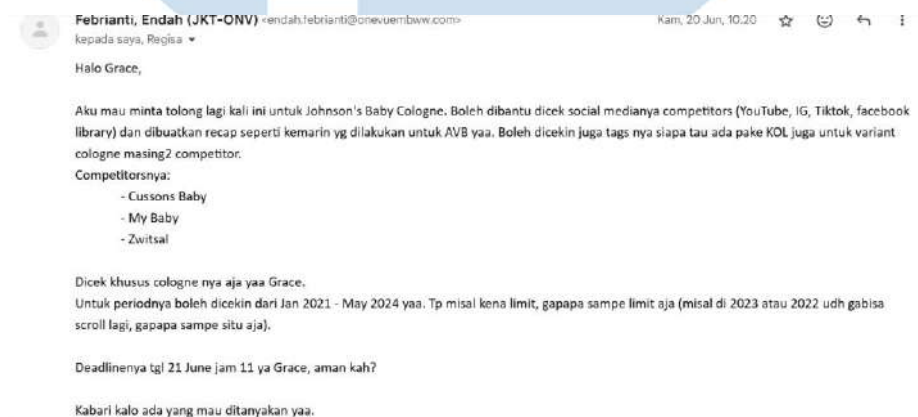 Febrianti, Endah (JKT-ONV) <endah.febrianti@onevuembww.com> Kam, 20 Jun, 10.20
kepada saya, Regisa
Halo Grace,
Aku mau minta tolong lagi kali ini untuk Johnson's Baby Cologne. Boleh dibantu dicek social medianya competitors (YouTube, IG, Tiktok, facebook
library) dan dibuatkan recap seperti kemarin yg dilakukan untuk AVB yaa. Boleh dicekin juga tags nya siapa tau ada pake KOL juga untuk variant
cologne masing2 competitor.
Competitorsnya:
- Cussons Baby
- My Baby
- Zwitsal
Dicek khusus cologne nya aja yaa Grace.
Untuk periodnya boleh dicekin dari Jan 2021 - May 2024 yaa. Tp misal kena limit, gapapa sampe limit aja (misal di 2023 atau 2022 udh gabisa
scroll lagi, gapapa sampe situ aja).
Deadlinenya tgl 21 June jam 11 ya Grace, aman kah?
Kabari kalo ada yang mau ditanyakan yaa.